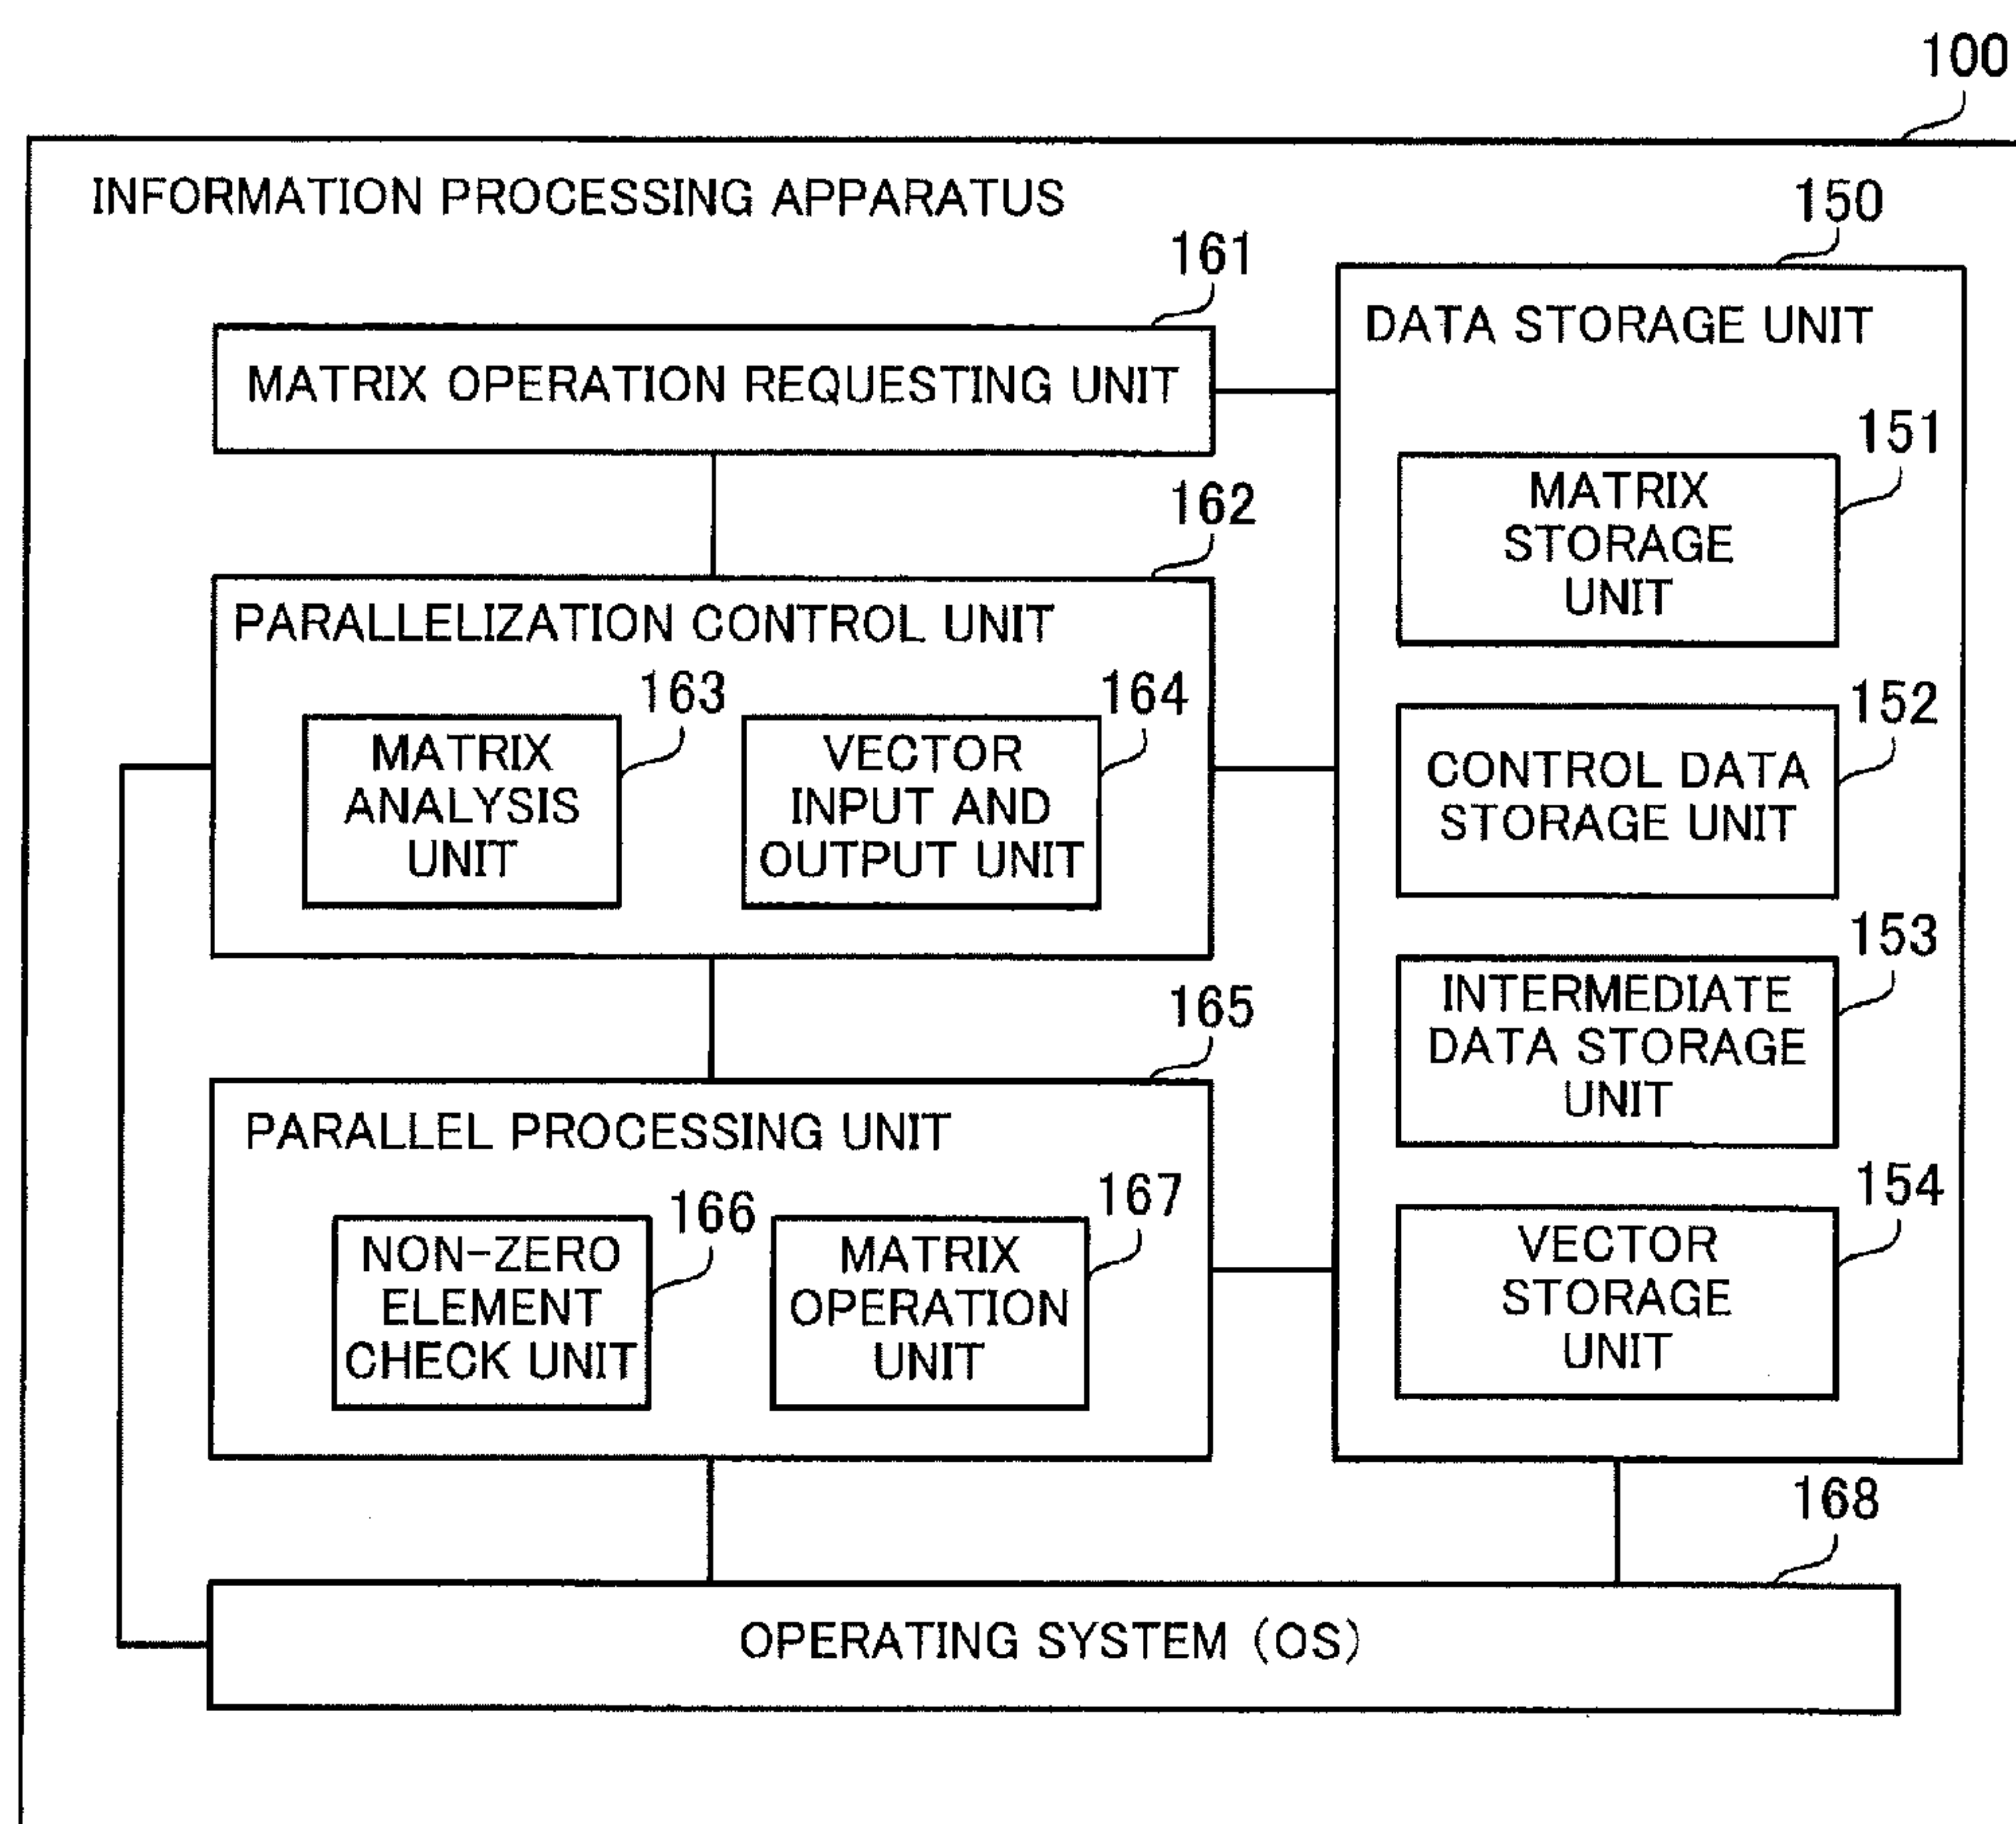 100
INFORMATION PROCESSING APPARATUS
161
MATRIX OPERATION REQUESTING UNIT
162
PARALLELIZATION CONTROL UNIT
163
MATRIX
ANALYSIS
UNIT
164
VECTOR
INPUT AND
OUTPUT UNIT
165
PARALLEL PROCESSING UNIT
166
NON-ZERO
ELEMENT
CHECK UNIT
167
MATRIX
OPERATION
UNIT
150
DATA STORAGE UNIT
151
MATRIX
STORAGE
UNIT
152
CONTROL DATA
STORAGE UNIT
153
INTERMEDIATE
DATA STORAGE
UNIT
154
VECTOR
STORAGE
UNIT
168
OPERATING SYSTEM (OS)